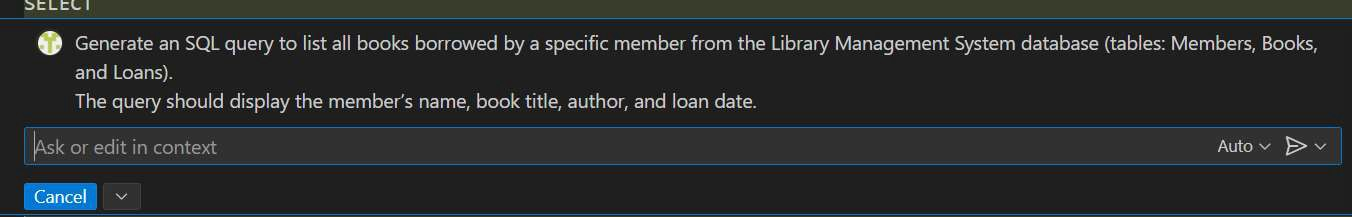 SELECT
Generate an SQL query to list all books borrowed by a specific member from the Library Management System database (tables: Members, Books,
and Loans).
The query should display the member’s name, book title, author, and loan date.
Ask or edit in context
Auto
Cancel